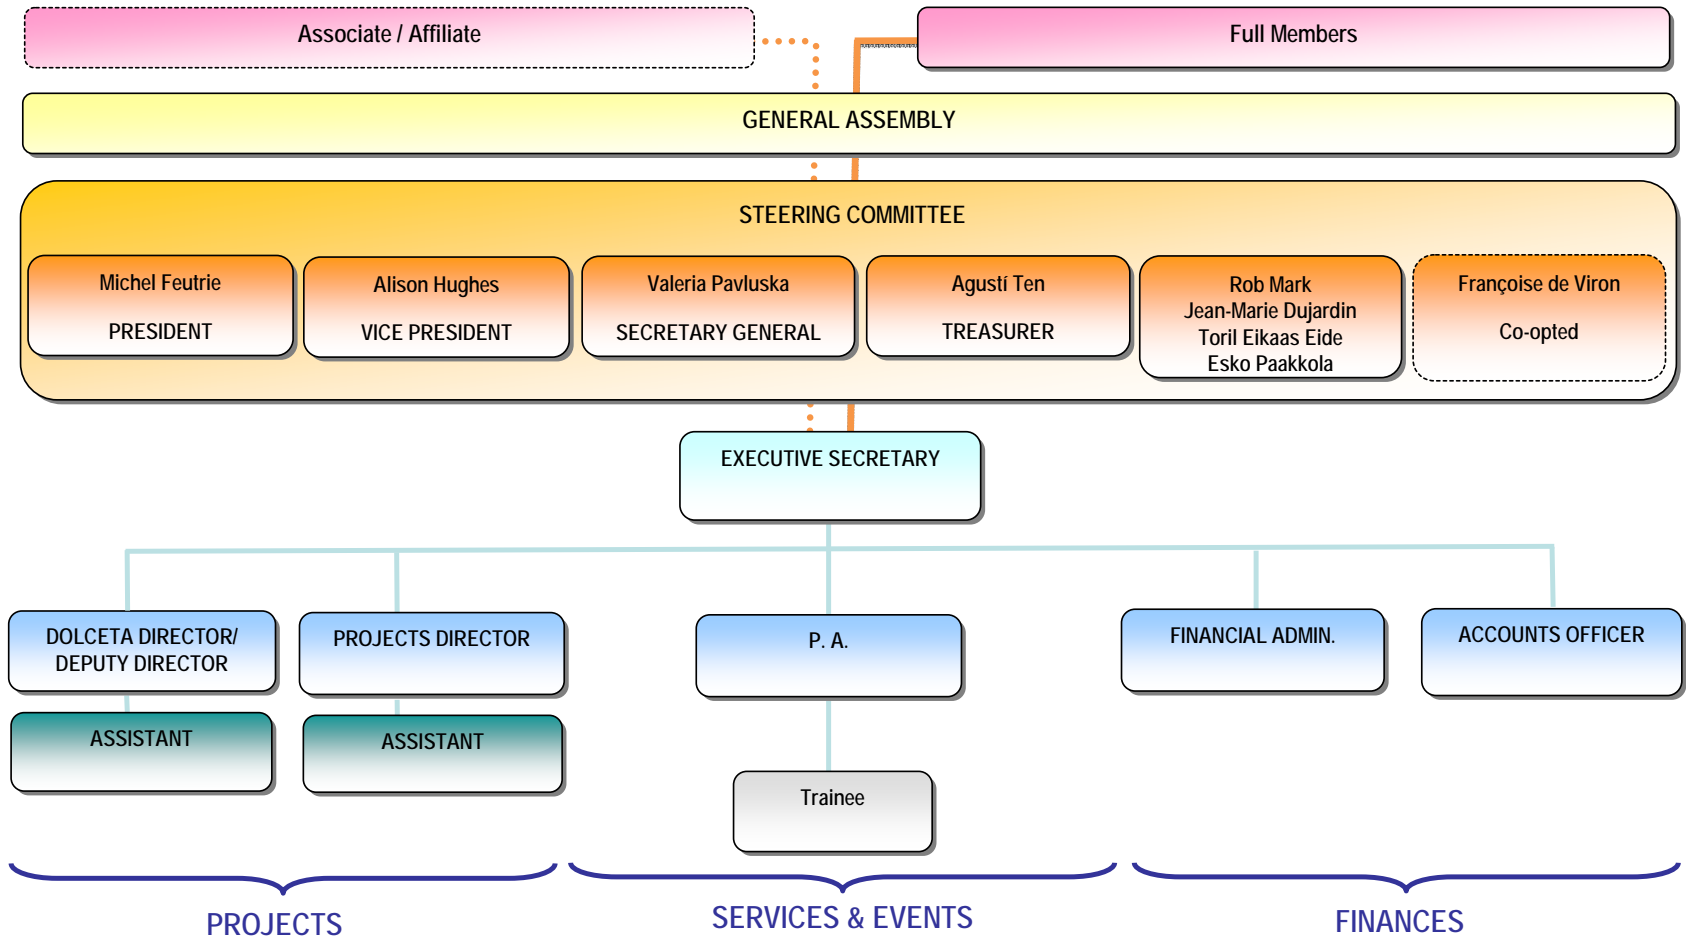 Associate / Affiliate
Full Members
GENERAL ASSEMBLY
STEERING COMMITTEE
Michel Feutrie
PRESIDENT
Alison Hughes
VICE PRESIDENT
Valeria Pavluska
SECRETARY GENERAL
Agustí Ten
TREASURER
Rob Mark
Jean-Marie Dujardin
Toril Eikaas Eide
Esko Paakkola
Françoise de Viron
Co-opted
EXECUTIVE SECRETARY
DOLCETA DIRECTOR/
DEPUTY DIRECTOR
PROJECTS DIRECTOR
P. A.
FINANCIAL ADMIN.
ACCOUNTS OFFICER
ASSISTANT
ASSISTANT
Trainee
PROJECTS
SERVICES & EVENTS
FINANCES